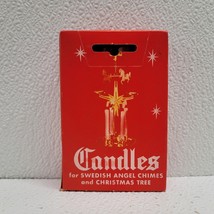 Candles
for SWEDISH ANGEL CHIMES
and CHRISTMAS TREE